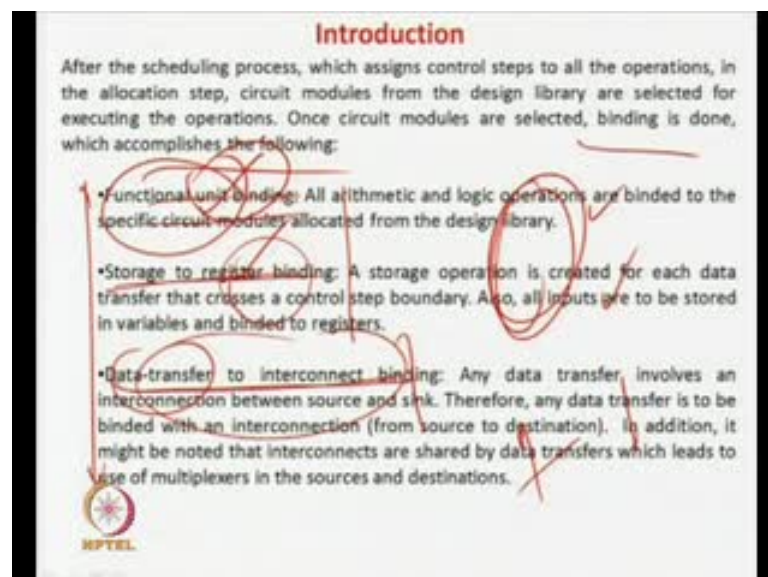 Introduction
After the scheduling process, which assigns control steps to all the operations, in
the allocation step, circuit modules from the design library are selected for
executing the operations. Once circuit modules are selected, binding is done,
which accomplishes the following:
•Functional unit binding: All arithmetic and logic operations are binded to the
specific circuit modules allocated from the design library.
•Storage to register binding: A storage operation is created for each data
transfer that crosses a control step boundary. Also, all inputs are to be stored
in variables and binded to registers.
•Data-transfer to interconnect binding: Any data transfer involves an
interconnection between source and sink. Therefore, any data transfer is to be
binded with an interconnection (from source to destination). In addition, it
might be noted that interconnects are shared by data transfers which leads to
use of multiplexers in the sources and destinations.
NPTEL